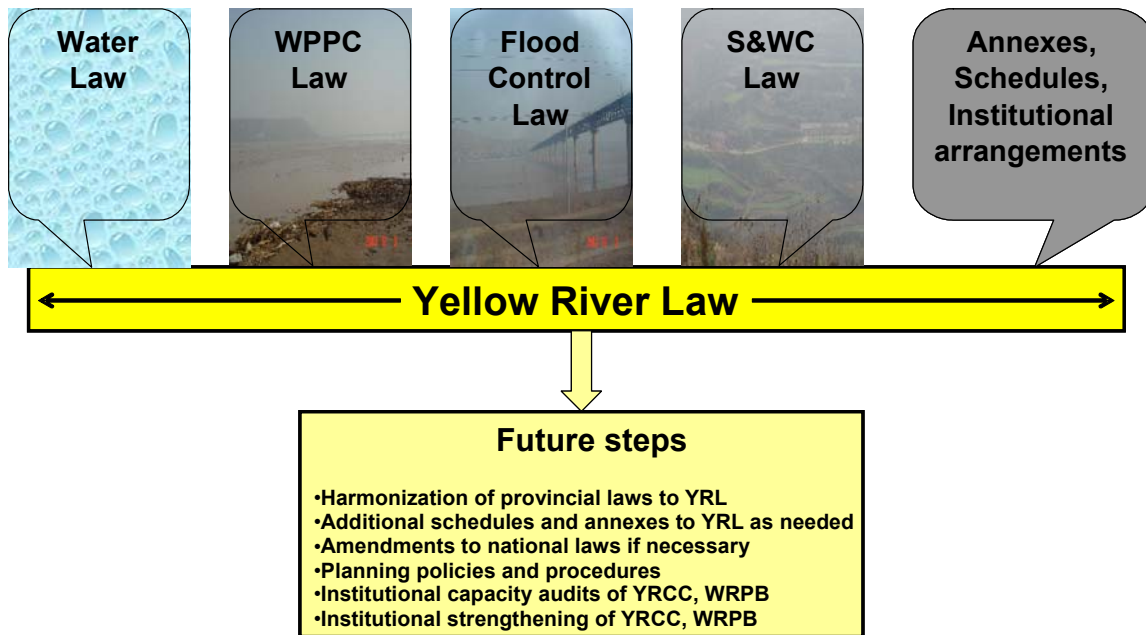 Water
Law
WPPC
Law
Flood
Control
Law
S&WC
Law
Annexes,
Schedules,
Institutional
arrangements
Yellow River Law
Future steps
•Harmonization of provincial laws to YRL
•Additional schedules and annexes to YRL as needed
•Amendments to national laws if necessary
•Planning policies and procedures
•Institutional capacity audits of YRCC, WRPB
•Institutional strengthening of YRCC, WRPB